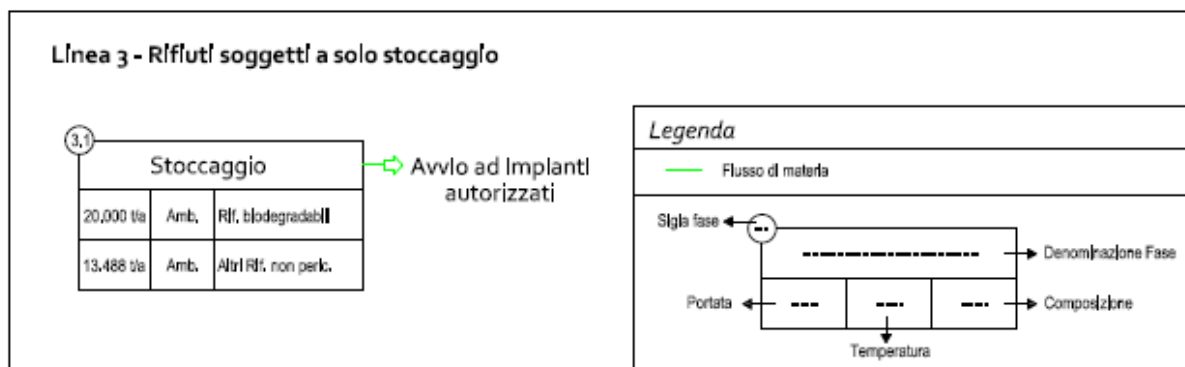 Linea 3 - Rifiuti soggetti a solo stoccaggio
3,1
Stoccaggio
20,000 t/a Amb. Rif. biodegradabili
13.488 t/a Amb. Altri Rif. non peric.
Avvio ad Impianti
autorizzati
Legenda
Flusso di materia
Sigla fase
Denominazione Fase
Portata
Composizione
Temperatura